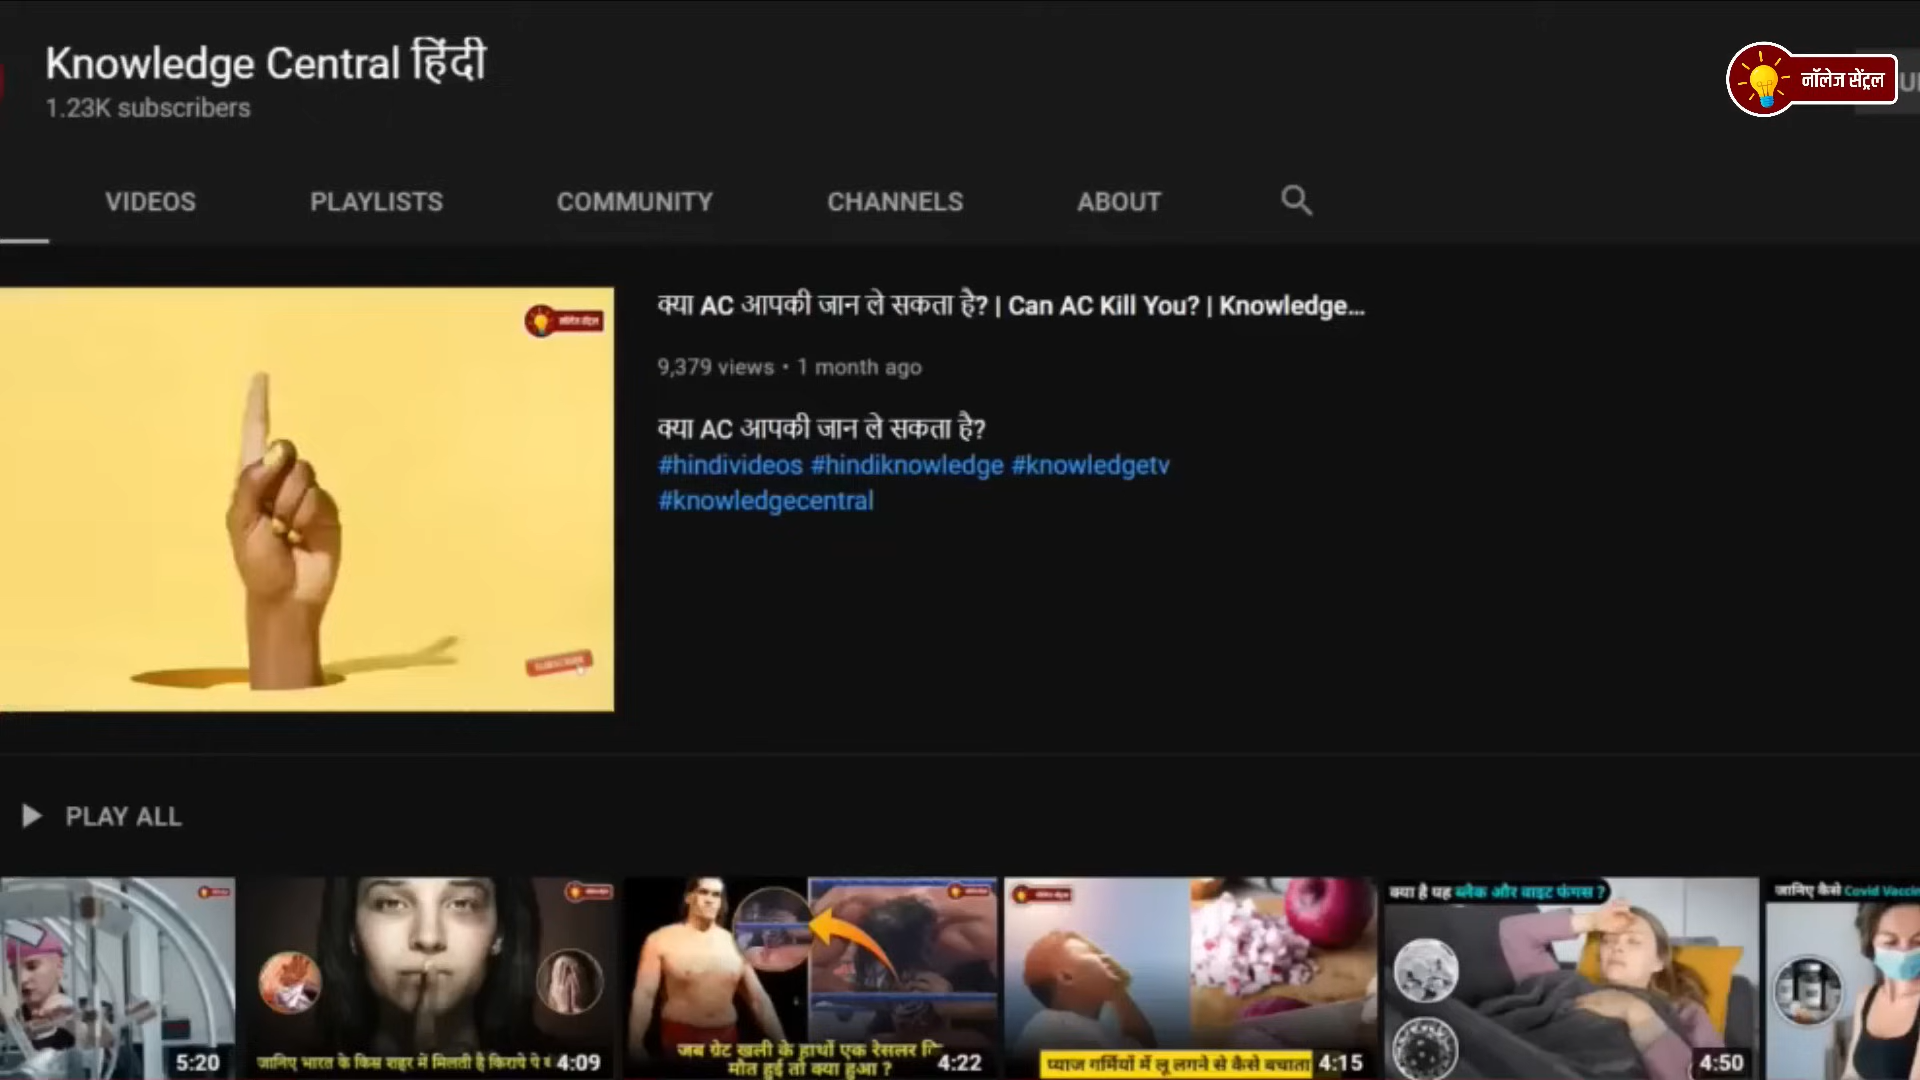 Knowledge Central हिंदी
1.23K subscribers
नॉलेज सेंट्रल
VIDEOS
PLAYLISTS
COMMUNITY
CHANNELS
ABOUT
क्या AC आपकी जान ले सकता है? | Can AC Kill You? | Knowledge...
9,379 views • 1 month ago
क्या AC आपकी जान ले सकता है?
#hindivideos #hindiknowledge #knowledgetv
#knowledgecentral
SUBSCRIBE
PLAY ALL
5:20
जानिए भारत के किस शहर में मिलती है किराये पे
4:09
जब ग्रेट खली के हाथों एक रेसलर कि
मौत हुई तो क्या हुआ ?
4:22
प्याज गर्मियों में लू लगने से कैसे बचाता
4:15
क्या है यह ब्लैक और वाइट फंगस ?
4:50
जानिए कैसे Covid Vaccin